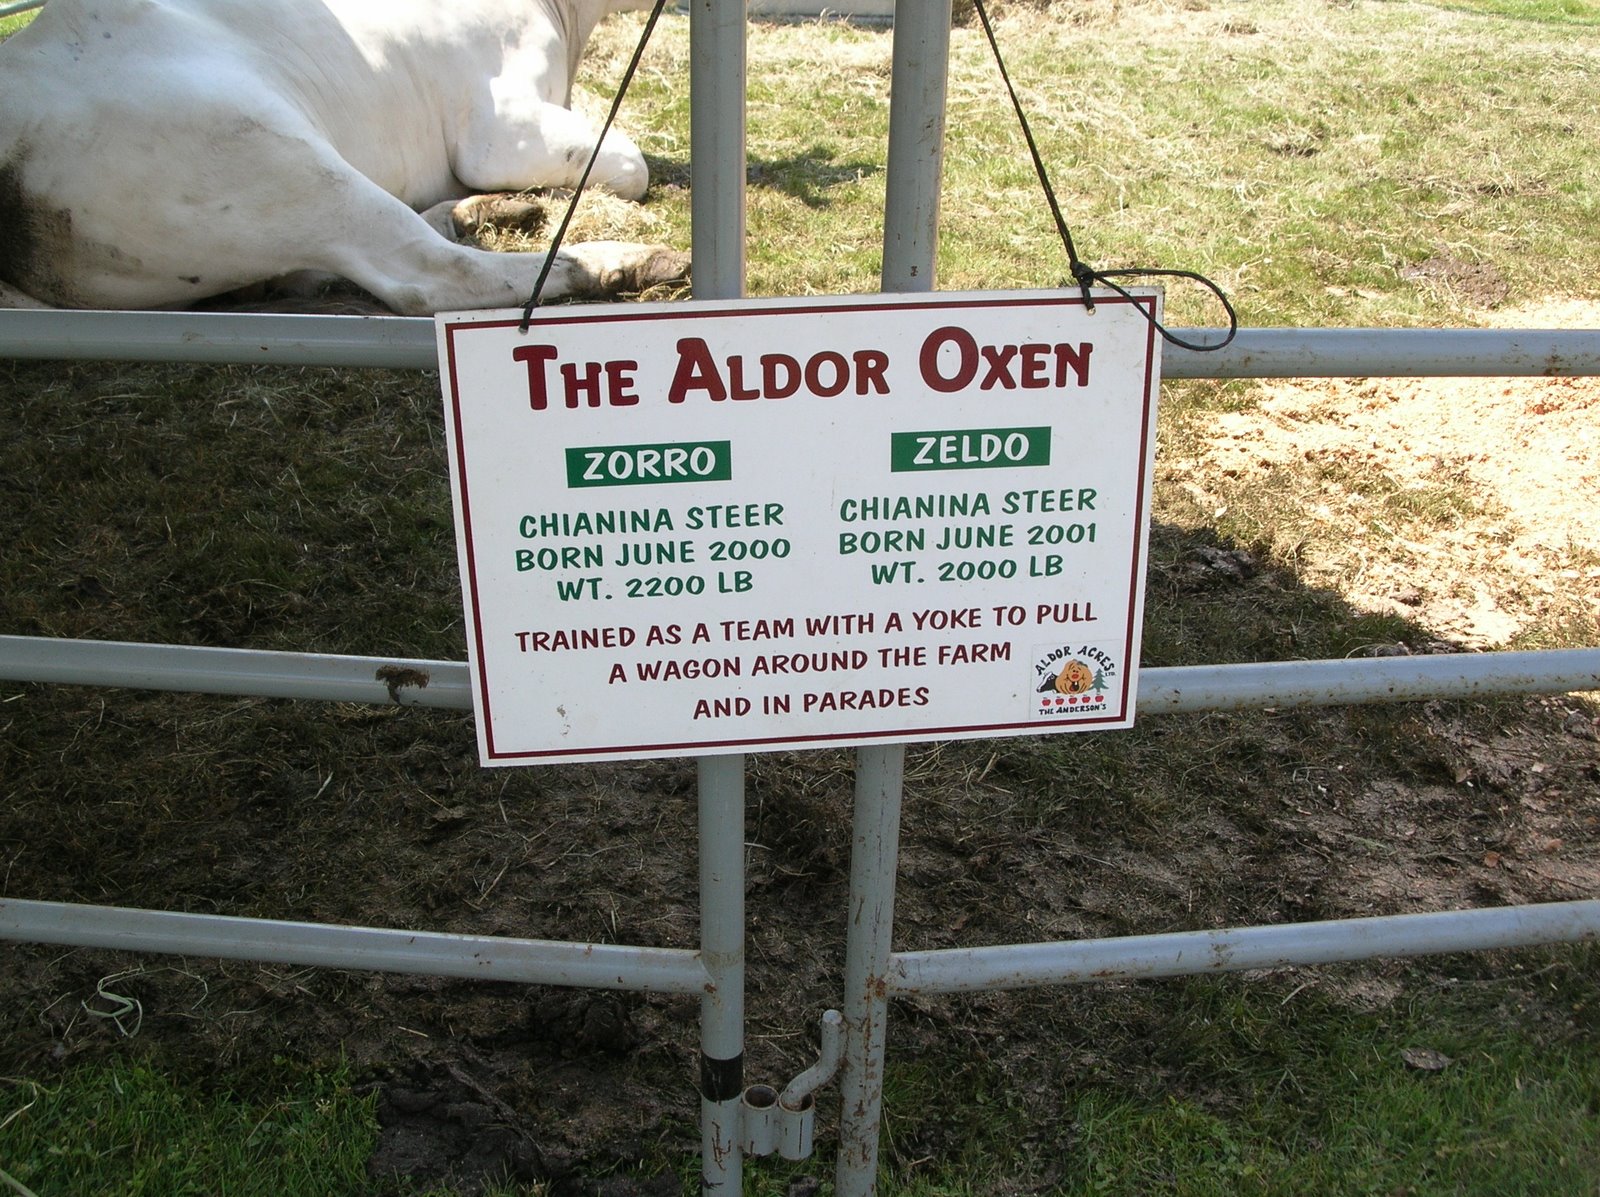 THE ALDOR OXEN
ZORRO
CHIANINA STEER
BORN JUNE 2000
WT. 2200 LB
ZELDO
CHIANINA STEER
BORN JUNE 2001
WT. 2000 LB
TRAINED AS A TEAM WITH A YOKE TO PULL
A WAGON AROUND THE FARM
AND IN PARADES
ALDOR ACRES
LTD.
THE ANDERSON'S